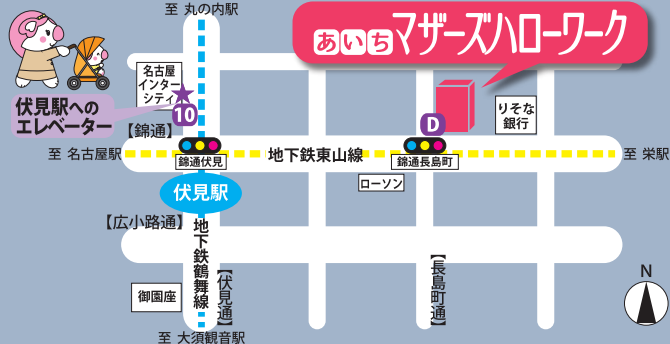 至 丸の内駅
あいち マザーズハローワーク
名古屋
インター
シティ
伏見駅への
エレベーター
10
D
りそな
銀行
【錦通】
至 名古屋駅
錦通伏見
地下鉄東山線
錦通長島町
至 栄駅
ローソン
伏見駅
【広小路通】
地下鉄鶴舞線
【伏見通】
【長島町通】
御園座
N
至 大須観音駅